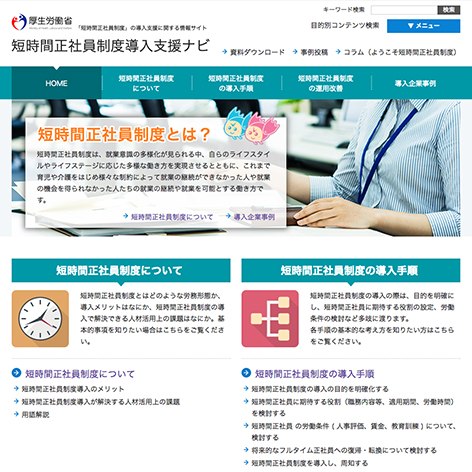 キーワード検索
検索
厚生労働省
「短時間正社員制度」の導入支援に関する情報サイト
目的別コンテンツ検索
▼ メニュー
短時間正社員制度導入支援ナビ
資料ダウンロード
事例投稿
コラム（ようこそ短時間正社員制度）
HOME
短時間正社員制度
について
短時間正社員制度
の導入手順
短時間正社員制度
の運用改善
導入企業事例
短時間正社員制度とは？
短時間正社員制度は、就業意識の多様化が見られる中、自らのライフスタイ
ルやライフステージに応じた多様な働き方を実現させるとともに、これまで
育児や介護をはじめ様々な制約によって就業の継続ができなかった人や就業
の機会を得られなかった人たちの就業の継続や就業を可能とする働き方で
す。
短時間正社員制度について
導入企業事例
短時間正社員制度について
短時間正社員制度とはどのような労務形態か、
導入メリットはなにか、短時間正社員制度の導
入で解決できる人材活用上の課題はなにか。基
本的事項を知りたい場合はこちらをご覧くださ
い。
短時間正社員制度について
短時間正社員制度導入のメリット
短時間正社員制度導入が解決する人材活用上の課題
用語解説
短時間正社員制度の導入手順
短時間正社員制度の導入の際は、目的を明確に
し、短時間正社員に期待する役割の設定、労働
条件の検討など多岐に渡ります。
各手順の基本的な考え方を知りたい方はこちら
をご覧ください。
短時間正社員制度の導入手順
短時間正社員制度の導入の目的を明確化する
短時間正社員に期待する役割（職務内容等、適用期間、労働時間）
を検討する
短時間正社員 の労働条件（人事評価、賃金、教育訓練）について、
検討する
将来的なフルタイム正社員への復帰・転換について検討する
短時間正社員制度を導入し、周知する